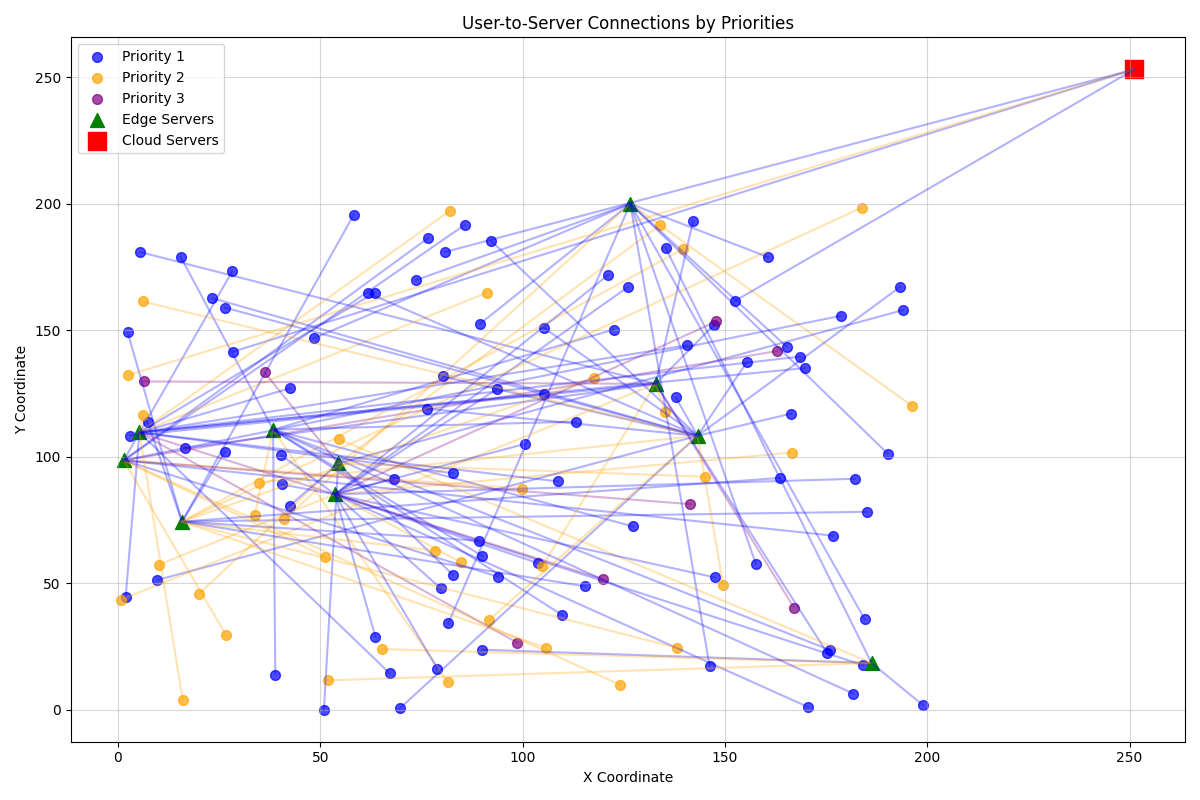 User-to-Server Connections by Priorities
Priority 1
Priority 2
Priority 3
Edge Servers
Cloud Servers
Y Coordinate
250
200
150
100
50
0
0 50 100 150 200 250
X Coordinate